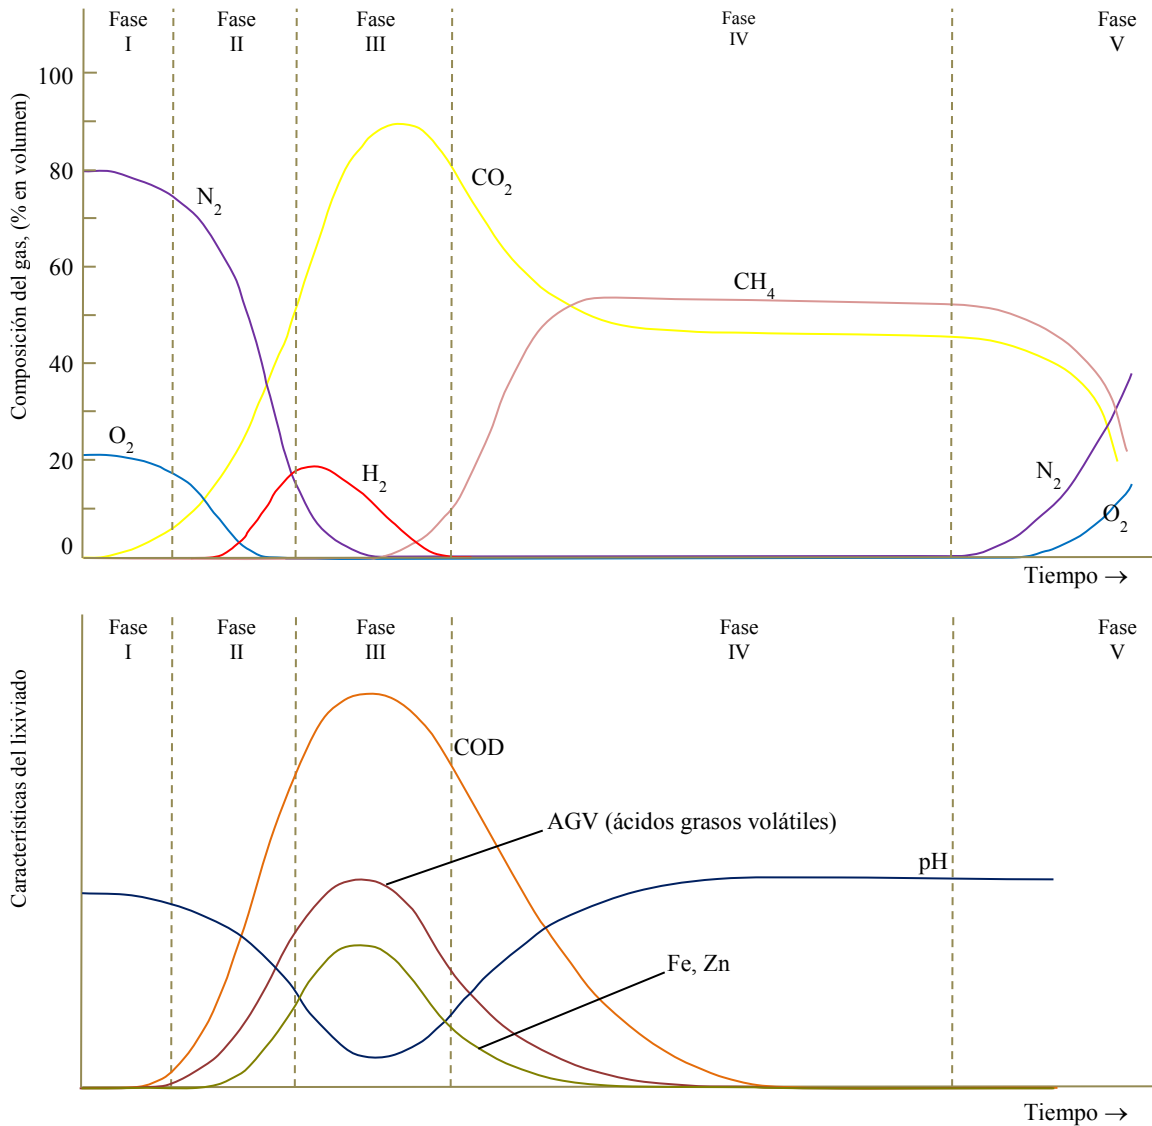 Fase
I
Fase
II
Fase
III
Fase
IV
Fase
V
Composición del gas, (% en volumen)
100
80
60
40
20
0
N2
O2
CO2
H2
CH4
N2
O2
Tiempo →
Fase
I
Fase
II
Fase
III
Fase
IV
Fase
V
Características del lixiviado
COD
AGV (ácidos grasos volátiles)
pH
Fe, Zn
Tiempo →